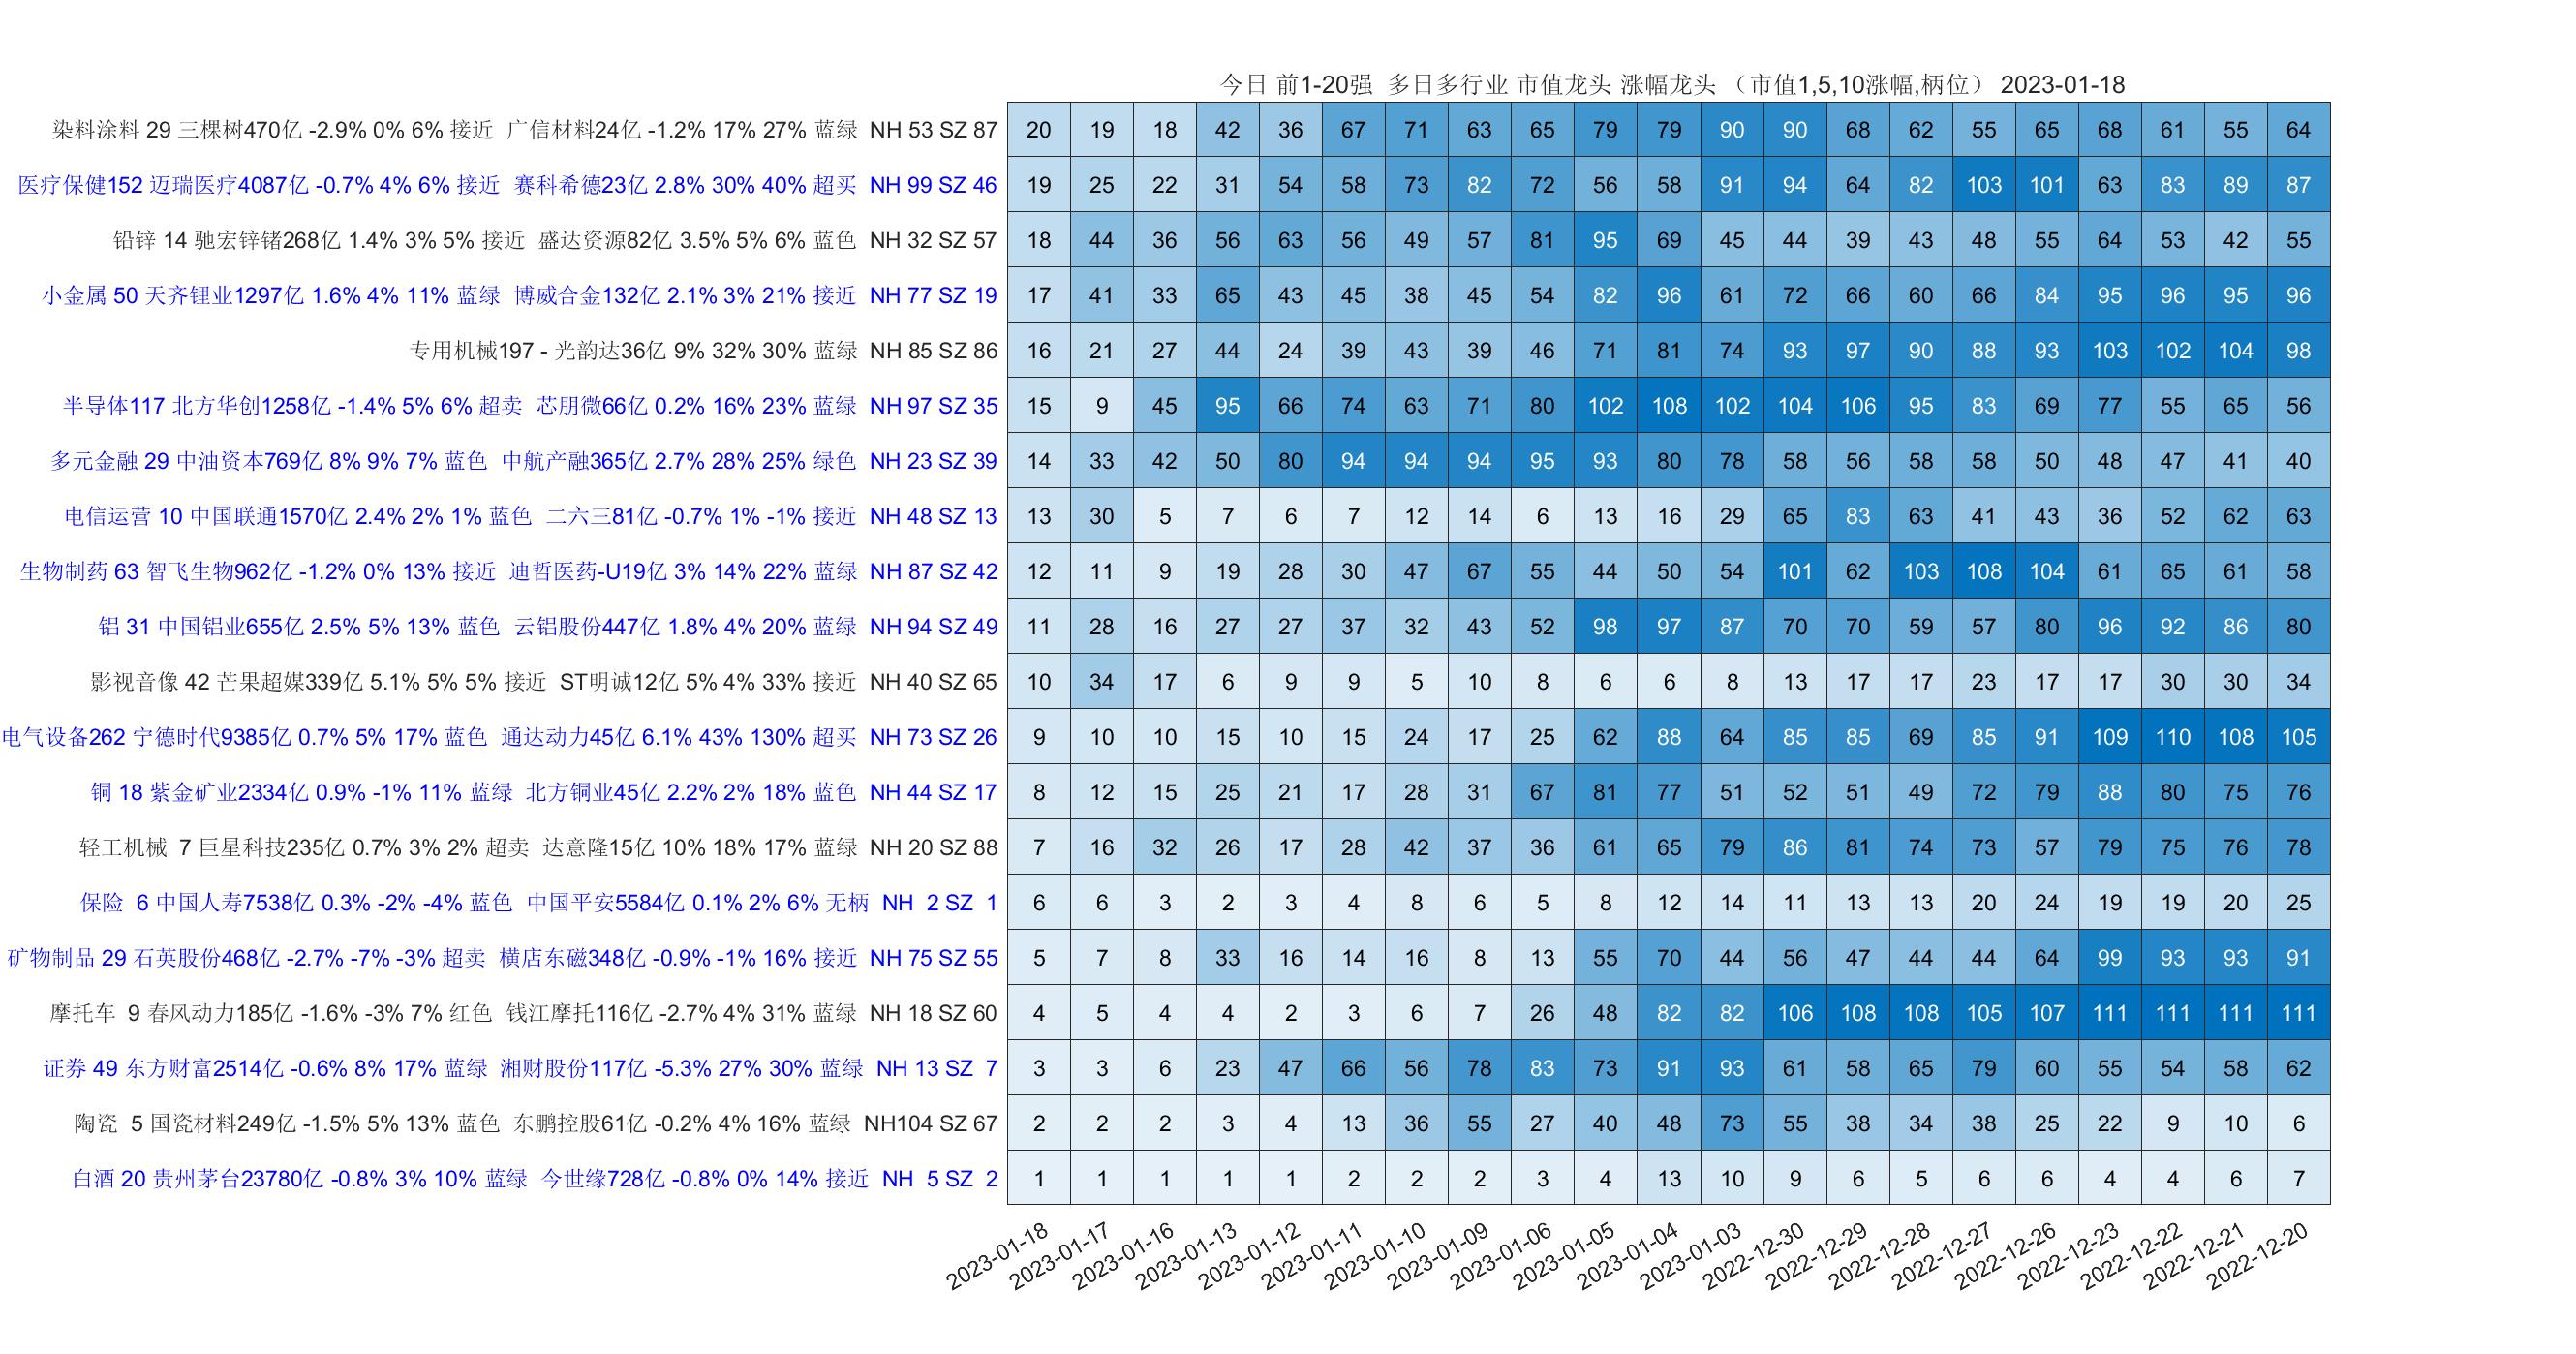 今日 前1-20强 多日多行业 市值龙头 涨幅龙头 （市值1,5,10涨幅,柄位） 2023-01-18
染料涂料 29 三棵树470亿 -2.9% 0% 6% 接近 广信材料24亿 -1.2% 17% 27% 蓝绿 NH 53 SZ 87 20 19 18 42 36 67 71 63 65 79 79 90 90 68 62 55 65 68 61 55 64
医疗保健152 迈瑞医疗4087亿 -0.7% 4% 6% 接近 赛科希德23亿 2.8% 30% 40% 超买 NH 99 SZ 46 19 25 22 31 54 58 73 82 72 56 58 91 94 64 82 103 101 63 83 89 87
铅锌 14 驰宏锌锗268亿 1.4% 3% 5% 接近 盛达资源82亿 3.5% 5% 6% 蓝色 NH 32 SZ 57 18 44 36 56 63 56 49 57 81 95 69 45 44 39 43 48 55 64 53 42 55
小金属 50 天齐锂业1297亿 1.6% 4% 11% 蓝绿 博威合金132亿 2.1% 3% 21% 接近 NH 77 SZ 19 17 41 33 65 43 45 38 45 54 82 96 61 72 66 60 66 84 95 96 95 96
专用机械197 - 光韵达36亿 9% 32% 30% 蓝绿 NH 85 SZ 86 16 21 27 44 24 39 43 39 46 71 81 74 93 97 90 88 93 103 102 104 98
半导体117 北方华创1258亿 -1.4% 5% 6% 超卖 芯朋微66亿 0.2% 16% 23% 蓝绿 NH 97 SZ 35 15 9 45 95 66 74 63 71 80 102 108 102 104 106 95 83 69 77 55 65 56
多元金融 29 中油资本769亿 8% 9% 7% 蓝色 中航产融365亿 2.7% 28% 25% 绿色 NH 23 SZ 39 14 33 42 50 80 94 94 94 95 93 80 78 58 56 58 58 50 48 47 41 40
电信运营 10 中国联通1570亿 2.4% 2% 1% 蓝色 二六三81亿 -0.7% 1% -1% 接近 NH 48 SZ 13 13 30 5 7 6 7 12 14 6 13 16 29 65 83 63 41 43 36 52 62 63
生物制药 63 智飞生物962亿 -1.2% 0% 13% 接近 迪哲医药-U19亿 3% 14% 22% 蓝绿 NH 87 SZ 42 12 11 9 19 28 30 47 67 55 44 50 54 101 62 103 108 104 61 65 61 58
铝 31 中国铝业655亿 2.5% 5% 13% 蓝色 云铝股份447亿 1.8% 4% 20% 蓝绿 NH 94 SZ 49 11 28 16 27 27 37 32 43 52 98 97 87 70 70 59 57 80 96 92 86 80
影视音像 42 芒果超媒339亿 5.1% 5% 5% 接近 ST明诚12亿 5% 4% 33% 接近 NH 40 SZ 65 10 34 17 6 9 9 5 10 8 6 6 8 13 17 17 23 17 17 30 30 34
电气设备262 宁德时代9385亿 0.7% 5% 17% 蓝色 通达动力45亿 6.1% 43% 130% 超买 NH 73 SZ 26 9 10 10 15 10 15 24 17 25 62 88 64 85 85 69 85 91 109 110 108 105
铜 18 紫金矿业2334亿 0.9% -1% 11% 蓝绿 北方铜业45亿 2.2% 2% 18% 蓝色 NH 44 SZ 17 8 12 15 25 21 17 28 31 67 81 77 51 52 51 49 72 79 88 80 75 76
轻工机械 7 巨星科技235亿 0.7% 3% 2% 超卖 达意隆15亿 10% 18% 17% 蓝绿 NH 20 SZ 88 7 16 32 26 17 28 42 37 36 61 65 79 86 81 74 73 57 79 75 76 78
保险 6 中国人寿7538亿 0.3% -2% -4% 蓝色 中国平安5584亿 0.1% 2% 6% 无柄 NH 2 SZ 1 6 6 3 2 3 4 8 6 5 8 12 14 11 13 13 20 24 19 19 20 25
矿物制品 29 石英股份468亿 -2.7% -7% -3% 超卖 横店东磁348亿 -0.9% -1% 16% 接近 NH 75 SZ 55 5 7 8 33 16 14 16 8 13 55 70 44 56 47 44 44 64 99 93 93 91
摩托车 9 春风动力185亿 -1.6% -3% 7% 红色 钱江摩托116亿 -2.7% 4% 31% 蓝绿 NH 18 SZ 60 4 5 4 4 2 3 6 7 26 48 82 82 106 108 108 105 107 111 111 111 111
证券 49 东方财富2514亿 -0.6% 8% 17% 蓝绿 湘财股份117亿 -5.3% 27% 30% 蓝绿 NH 13 SZ 7 3 3 6 23 47 66 56 78 83 73 91 93 61 58 65 79 60 55 54 58 62
陶瓷 5 国瓷材料249亿 -1.5% 5% 13% 蓝色 东鹏控股61亿 -0.2% 4% 16% 蓝绿 NH104 SZ 67 2 2 2 3 4 13 36 55 27 40 48 73 55 38 34 38 25 22 9 10 6
白酒 20 贵州茅台23780亿 -0.8% 3% 10% 蓝绿 今世缘728亿 -0.8% 0% 14% 接近 NH 5 SZ 2 1 1 1 1 1 2 2 2 3 4 13 10 9 6 5 6 6 4 4 6 7
2023-01-18 2023-01-17 2023-01-16 2023-01-13 2023-01-12 2023-01-11 2023-01-10 2023-01-09 2023-01-06 2023-01-05 2023-01-04 2023-01-03 2022-12-30 2022-12-29 2022-12-28 2022-12-27 2022-12-26 2022-12-23 2022-12-22 2022-12-21 2022-12-20